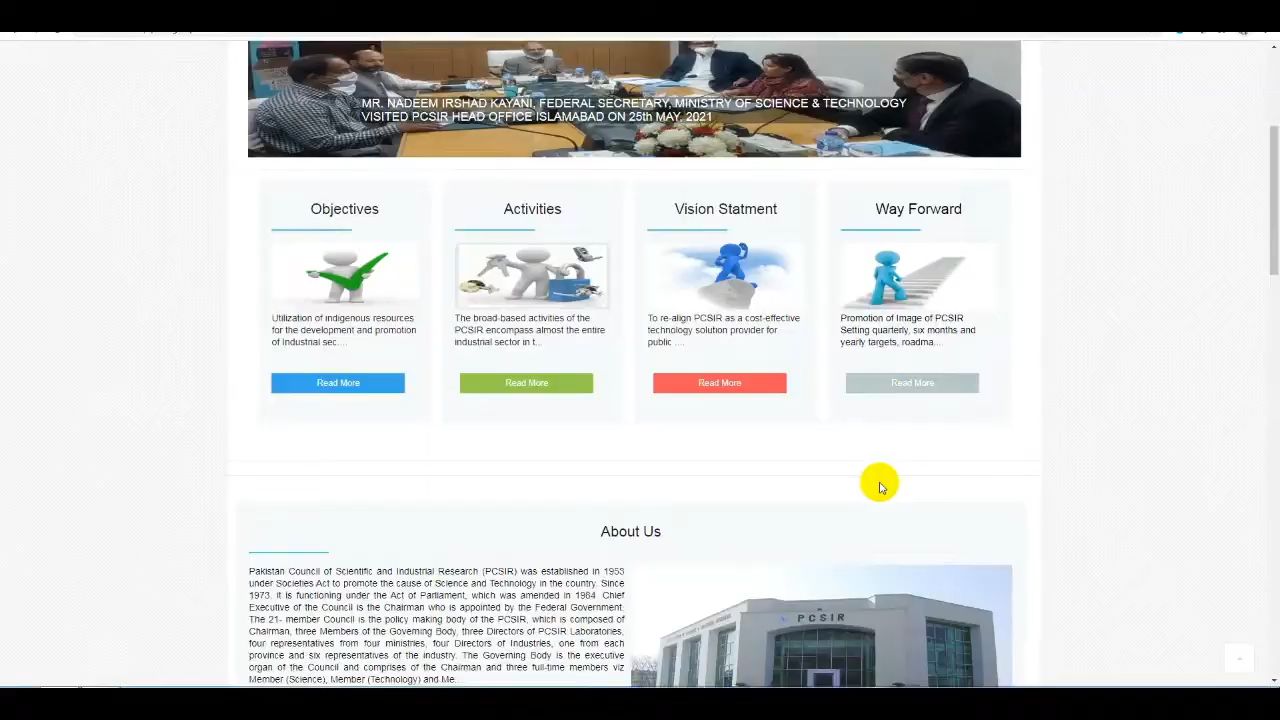 MR. NADEEM IRSHAD KAYANI, FEDERAL SECRETARY, MINISTRY OF SCIENCE & TECHNOLOGY
VISITED PCSIR HEAD OFFICE ISLAMABAD ON 25th MAY, 2021
Objectives
Utilization of indigenous resources
for the development and promotion
of Industrial sec....
Read More
Activities
The broad-based activities of the
PCSIR encompass almost the entire
industrial sector in t...
Read More
Vision Statment
To re-align PCSIR as a cost-effective
technology solution provider for
public ....
Read More
Way Forward
Promotion of Image of PCSIR
Setting quarterly, six months and
yearly targets, roadma....
Read More
About Us
Pakistan Council of Scientific and Industrial Research (PCSIR) was established in 1953
under Societies Act to promote the cause of Science and Technology in the country. Since
1973, it is functioning under the Act of Parliament, which was amended in 1984. Chief
Executive of the Council is the Chairman who is appointed by the Federal Government.
The 21- member Council is the policy making body of the PCSIR, which is composed of
Chairman, three Members of the Governing Body, three Directors of PCSIR Laboratories,
four representatives from four ministries, four Directors of Industries, one from each
province and six representatives of the industry. The Governing Body is the executive
organ of the Council and comprises of the Chairman and three full-time members viz
Member (Science), Member (Technology) and Me...
PCSIR